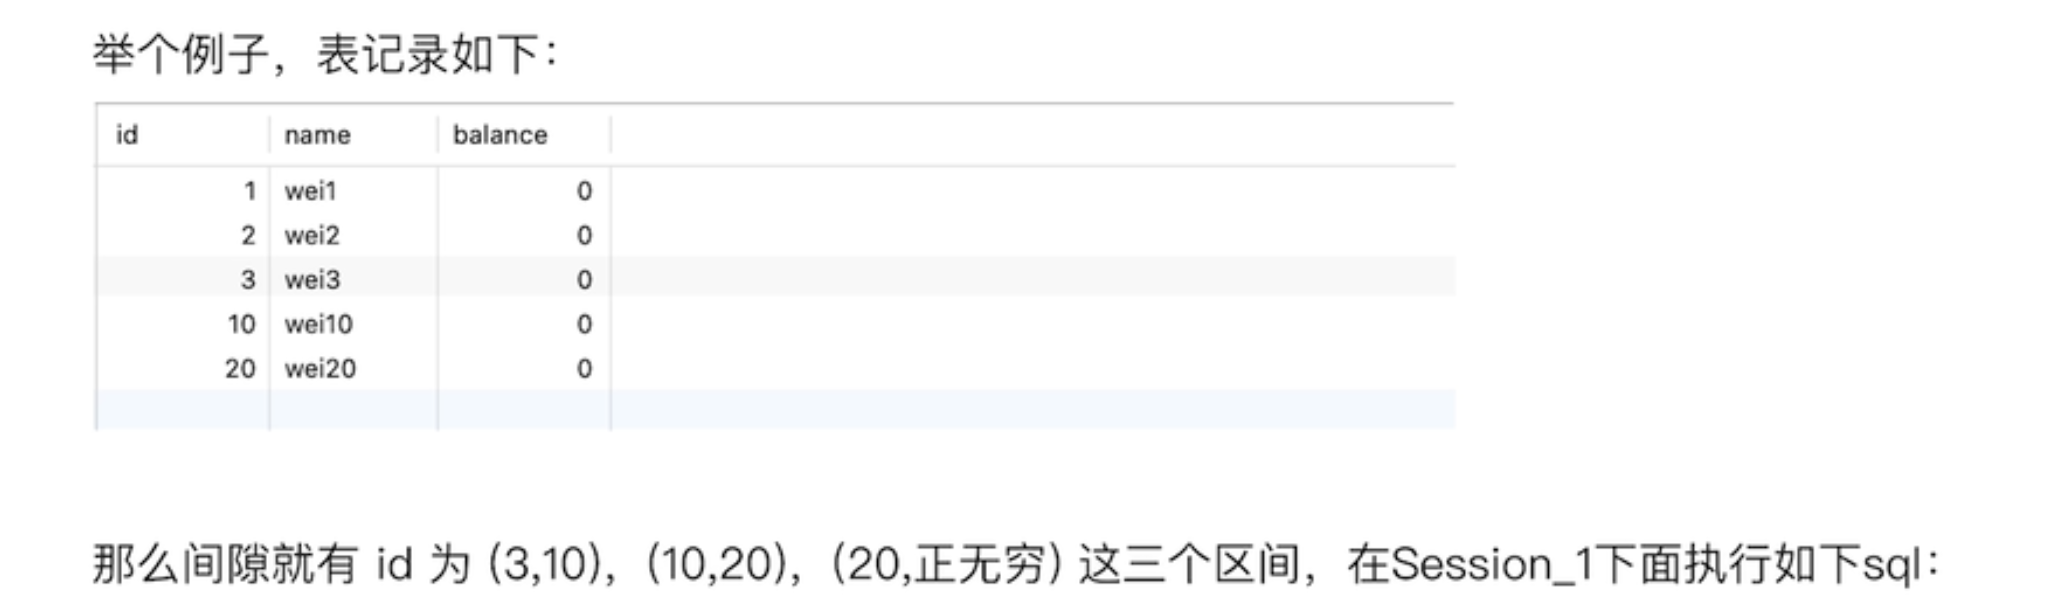 举个例子，表记录如下：
id name balance
1 wei1 0
2 wei2 0
3 wei3 0
10 wei10 0
20 wei20 0
那么间隙就有 id 为 (3,10)，(10,20)，(20,正无穷) 这三个区间，在Session_1下面执行如下sql：